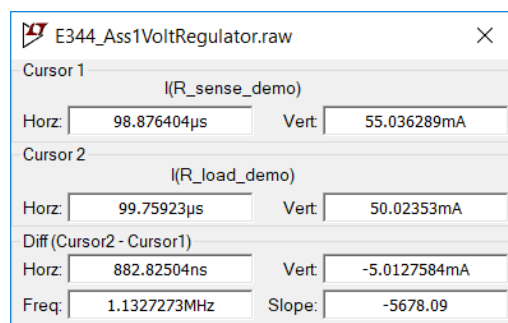 E344_Ass1VoltRegulator.raw
Cursor 1
I(R_sense_demo)
Horz: 98.876404µs Vert: 55.036289mA
Cursor 2
I(R_load_demo)
Horz: 99.75923µs Vert: 50.02353mA
Diff (Cursor2 - Cursor1)
Horz: 882.82504ns Vert: -5.0127584mA
Freq: 1.1327273MHz Slope: -5678.09